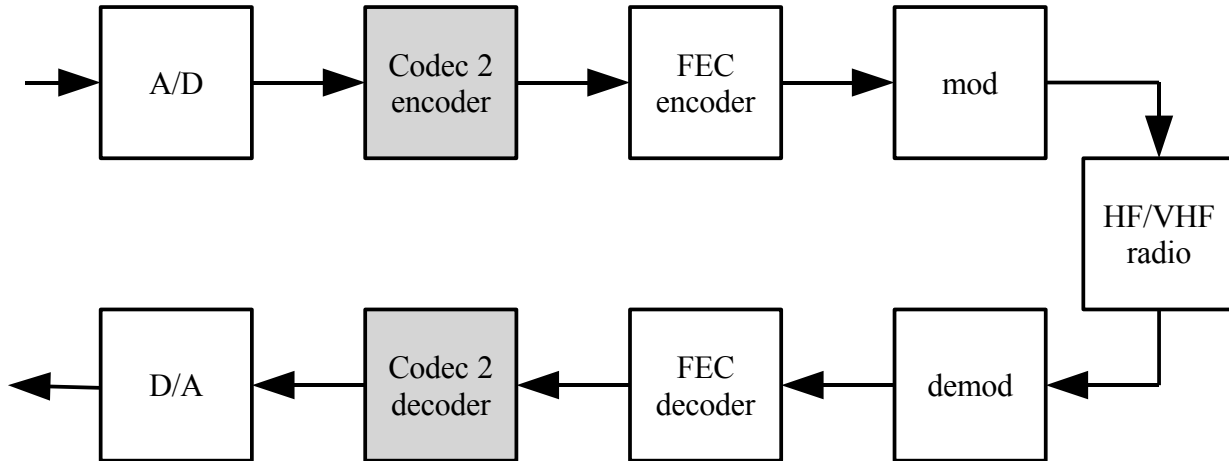 A/D
Codec 2
encoder
FEC
encoder
mod
HF/VHF
radio
D/A
Codec 2
decoder
FEC
decoder
demod